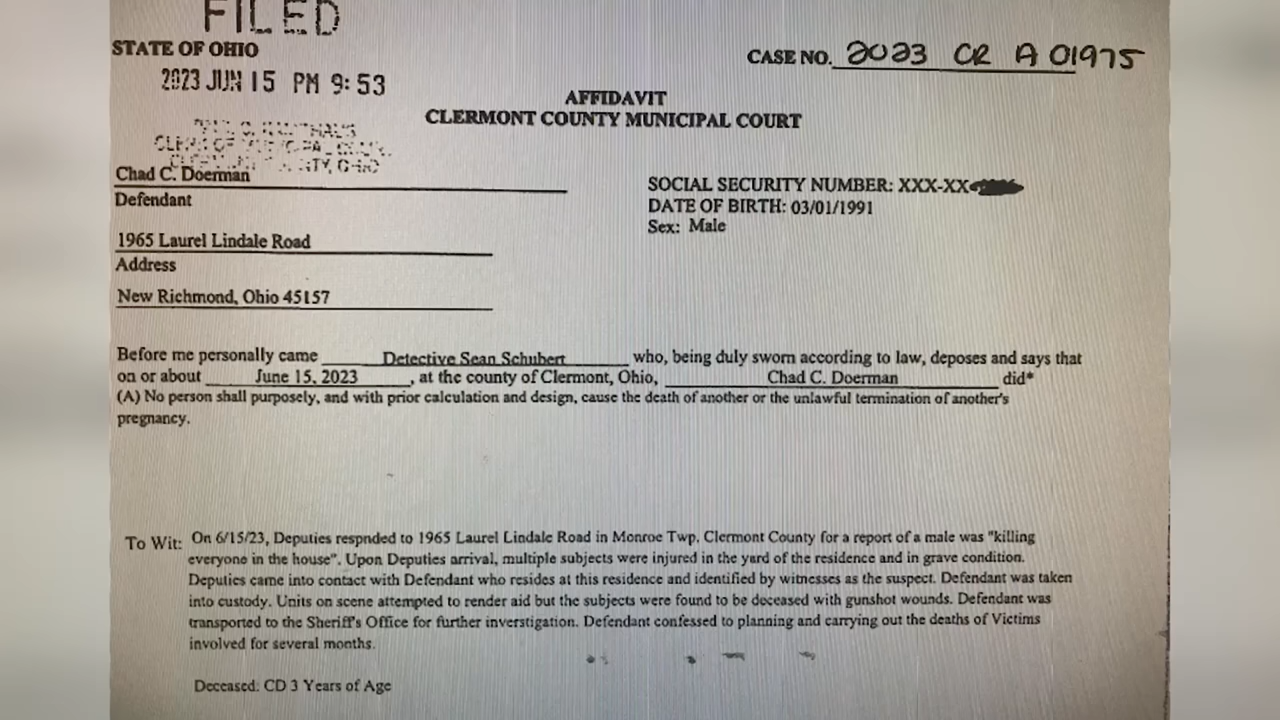 FILED
STATE OF OHIO
CASE NO. 2023 CR A 01975
2023 JUN 15 PM 9:53
AFFIDAVIT
CLERMONT COUNTY MUNICIPAL COURT
CLERK OF MUNICIPAL
COUNTY, OHIO
Chad C. Doerman
Defendant
SOCIAL SECURITY NUMBER: XXX-XX
DATE OF BIRTH: 03/01/1991
Sex: Male
1965 Laurel Lindale Road
Address
New Richmond, Ohio 45157
Before me personally came Detective Sean Schubert who, being duly sworn according to law, deposes and says that
on or about June 15, 2023, at the county of Clermont, Ohio, Chad C. Doerman did*
(A) No person shall purposely, and with prior calculation and design, cause the death of another or the unlawful termination of another's
pregnancy.
To Wit: On 6/15/23, Deputies respnded to 1965 Laurel Lindale Road in Monroe Twp, Clermont County for a report of a male was "killing
everyone in the house". Upon Deputies arrival, multiple subjects were injured in the yard of the residence and in grave condition.
Deputies came into contact with Defendant who resides at this residence and identified by witnesses as the suspect. Defendant was taken
into custody. Units on scene attempted to render aid but the subjects were found to be deceased with gunshot wounds. Defendant was
transported to the Sheriff's Office for further inverstigation. Defendant confessed to planning and carrying out the deaths of Victims
involved for several months.
Deceased: CD 3 Years of Age